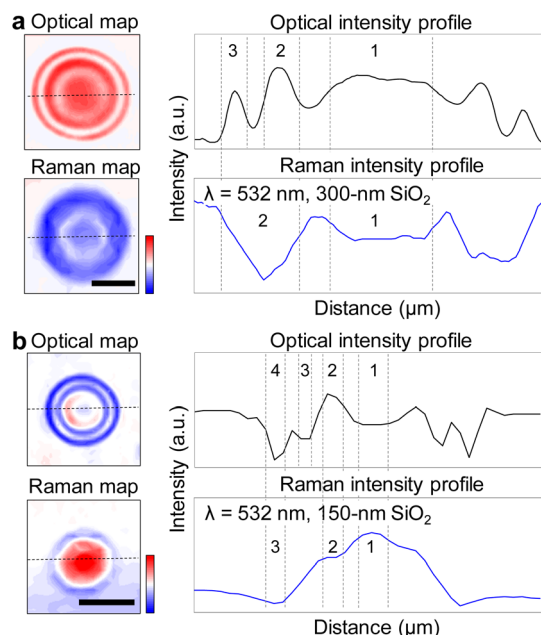 a
Optical map
Optical intensity profile
3 2 1
Raman map
Raman intensity profile
λ = 532 nm, 300-nm SiO₂
2 1
Intensity (a.u.)
Distance (μm)
b
Optical map
Optical intensity profile
4 3 2 1
Raman map
Raman intensity profile
λ = 532 nm, 150-nm SiO₂
3 2 1
Intensity (a.u.)
Distance (μm)